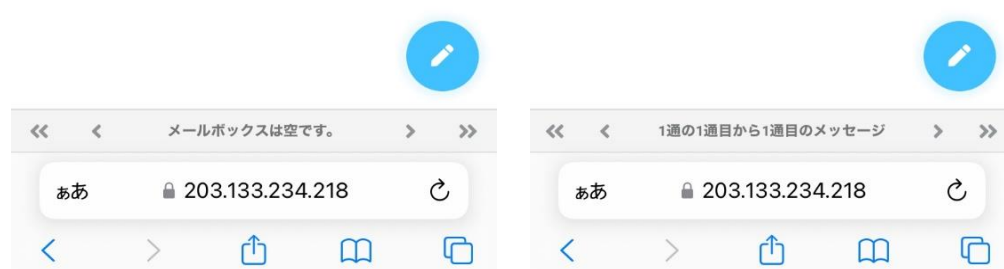 メールボックスは空です。
1通の1通目から1通目のメッセージ
ぁあ 203.133.234.218
ぁあ 203.133.234.218